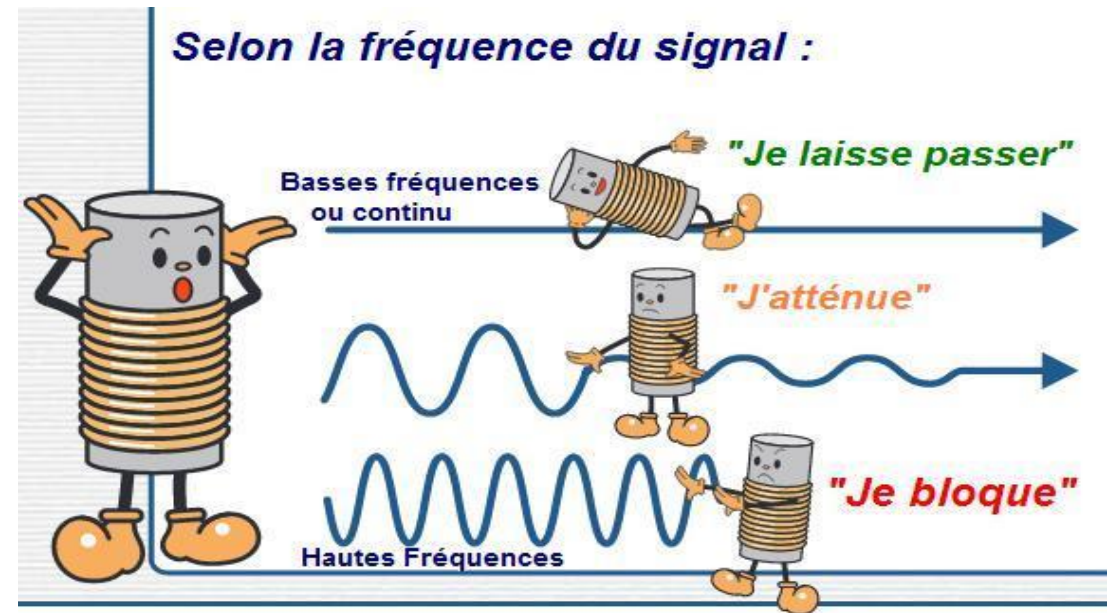 Selon la fréquence du signal :
"Je laisse passer"
Basses fréquences
ou continu
"J'atténue"
"Je bloque"
Hautes Fréquences